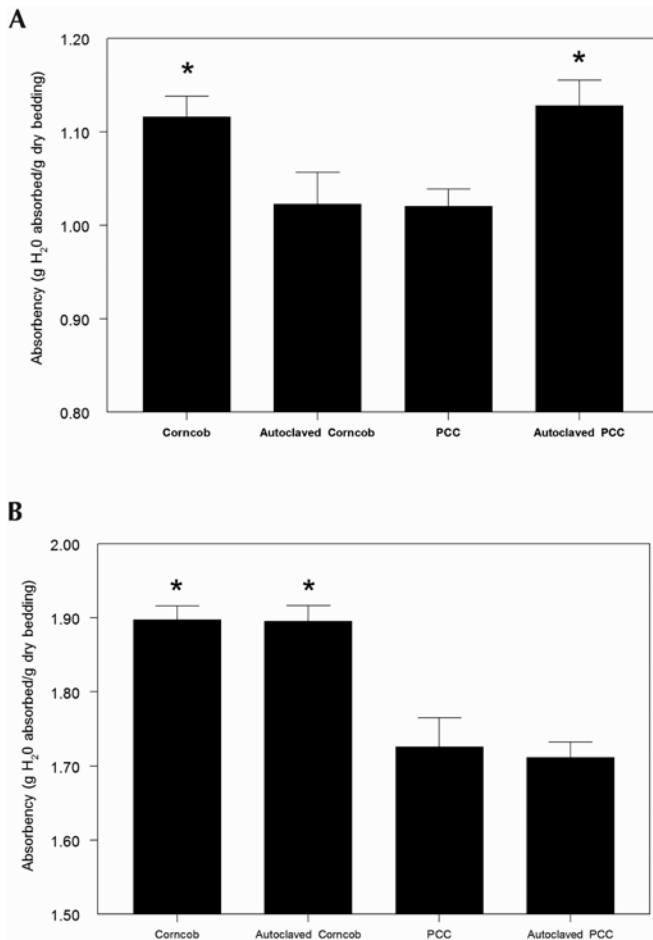 A
1.20
*
*
1.10
1.00
0.90
0.80
Absorbency (g H₂0 absorbed/g dry bedding)
Corncob Autoclaved Corncob PCC Autoclaved PCC
B
2.00
*
*
1.90
1.80
1.70
1.60
1.50
Absorbency (g H₂0 absorbed/g dry bedding)
Corncob Autoclaved Corncob PCC Autoclaved PCC